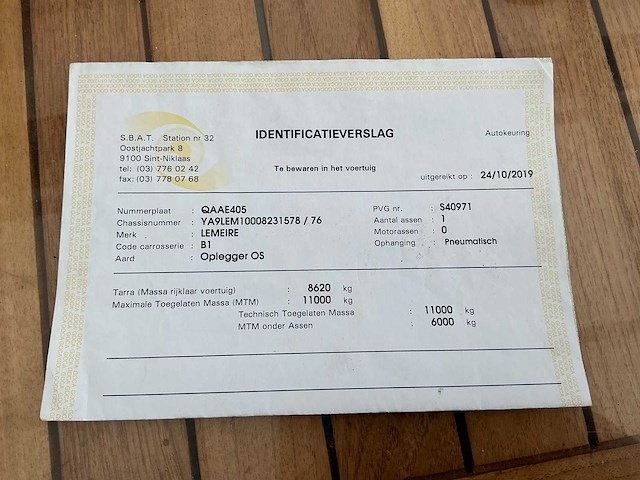 S.B.A.T. Station nr 32
Oostjachtpark 8
9100 Sint-Niklaas
tel: (03) 776 02 42
fax: (03) 778 07 68
IDENTIFICATIEVERSLAG
Te bewaren in het voertuig
Autokeuring
uitgereikt op : 24/10/2019
Nummerplaat : QAAE405
Chassisnummer : YA9LEM10008231578 / 76
Merk : LEMEIRE
Code carrosserie : B1
Aard : Oplegger OS
PVG nr. : S40971
Aantal assen : 1
Motorassen : 0
Ophanging : Pneumatisch
Tarra (Massa rijklaar voertuig) : 8620 kg
Maximale Toegelaten Massa (MTM) : 11000 kg
Technisch Toegelaten Massa : 11000 kg
MTM onder Assen : 6000 kg